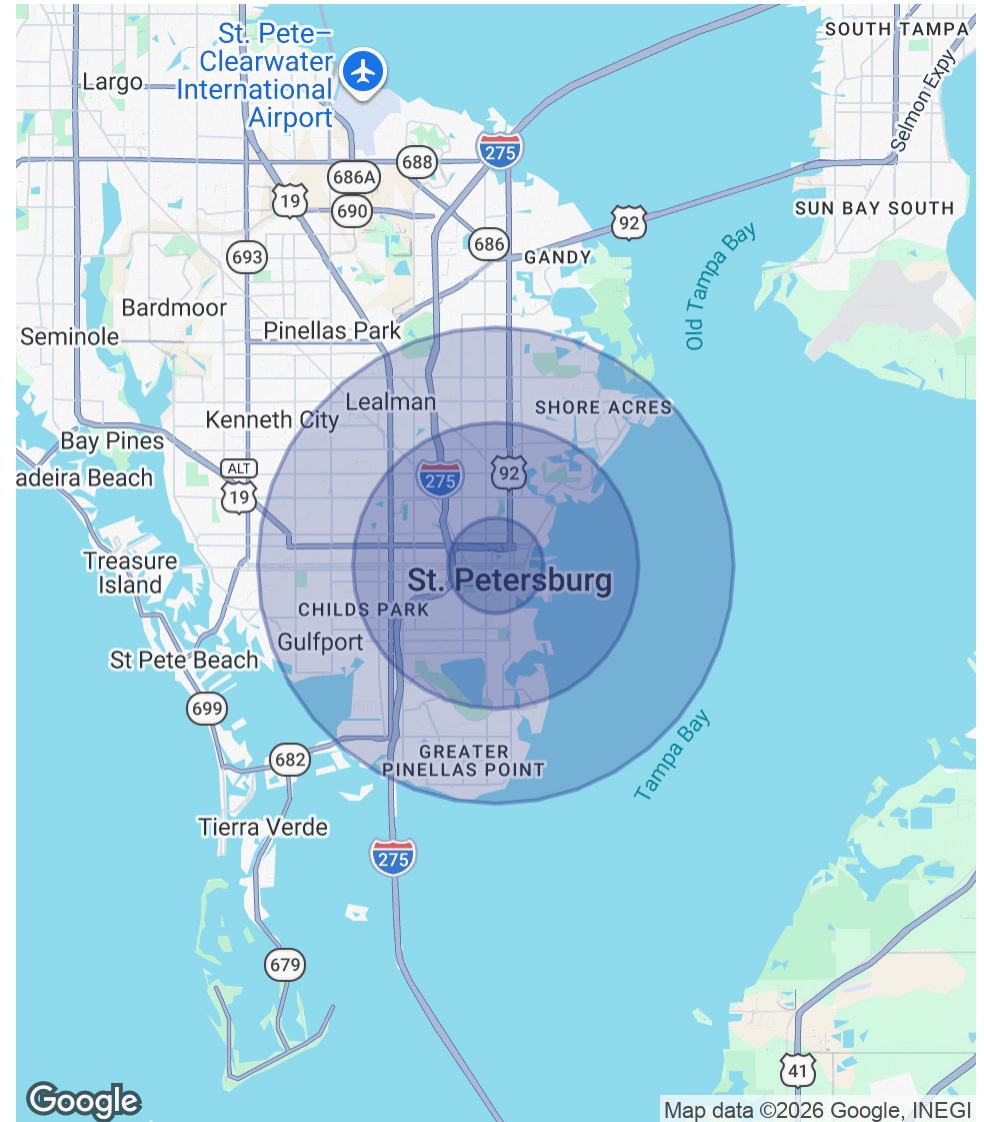 SOUTH TAMPA
St. Pete–
Clearwater
International
Airport
Largo
Selmon Expy
275
688
686A
19
690
92
SUN BAY SOUTH
686
693
GANDY
Old Tampa Bay
Bardmoor
Seminole
Pinellas Park
Lealman
SHORE ACRES
Kenneth City
Bay Pines
ALT
19
275
92
adeira Beach
Treasure
Island
St. Petersburg
CHILDS PARK
Gulfport
St Pete Beach
699
Tampa Bay
682
GREATER
PINELLAS POINT
Tierra Verde
275
679
41
Google
Map data ©2026 Google, INEGI